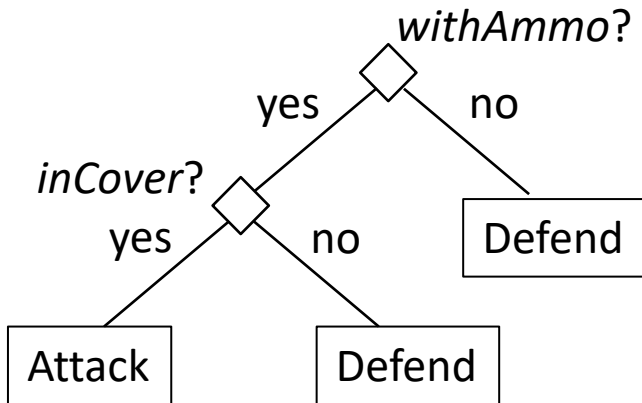 withAmmo?
yes
no
inCover?
yes
no
Defend
Attack
Defend